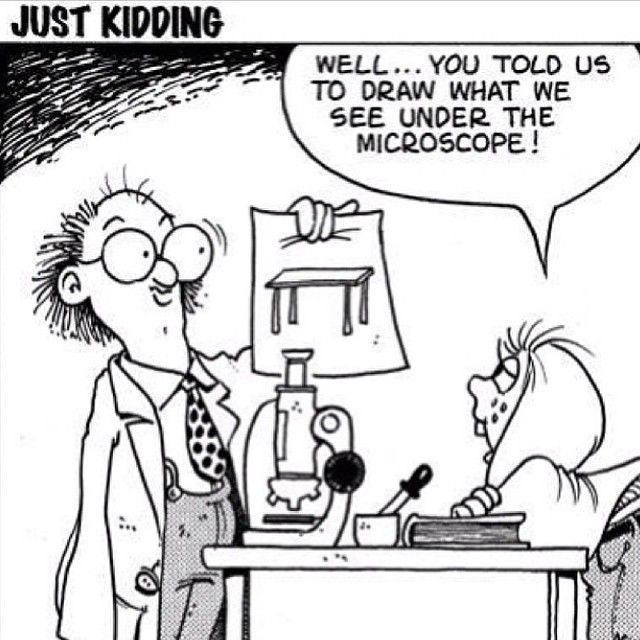 JUST KIDDING
WELL... YOU TOLD US
TO DRAW WHAT WE
SEE UNDER THE
MICROSCOPE!